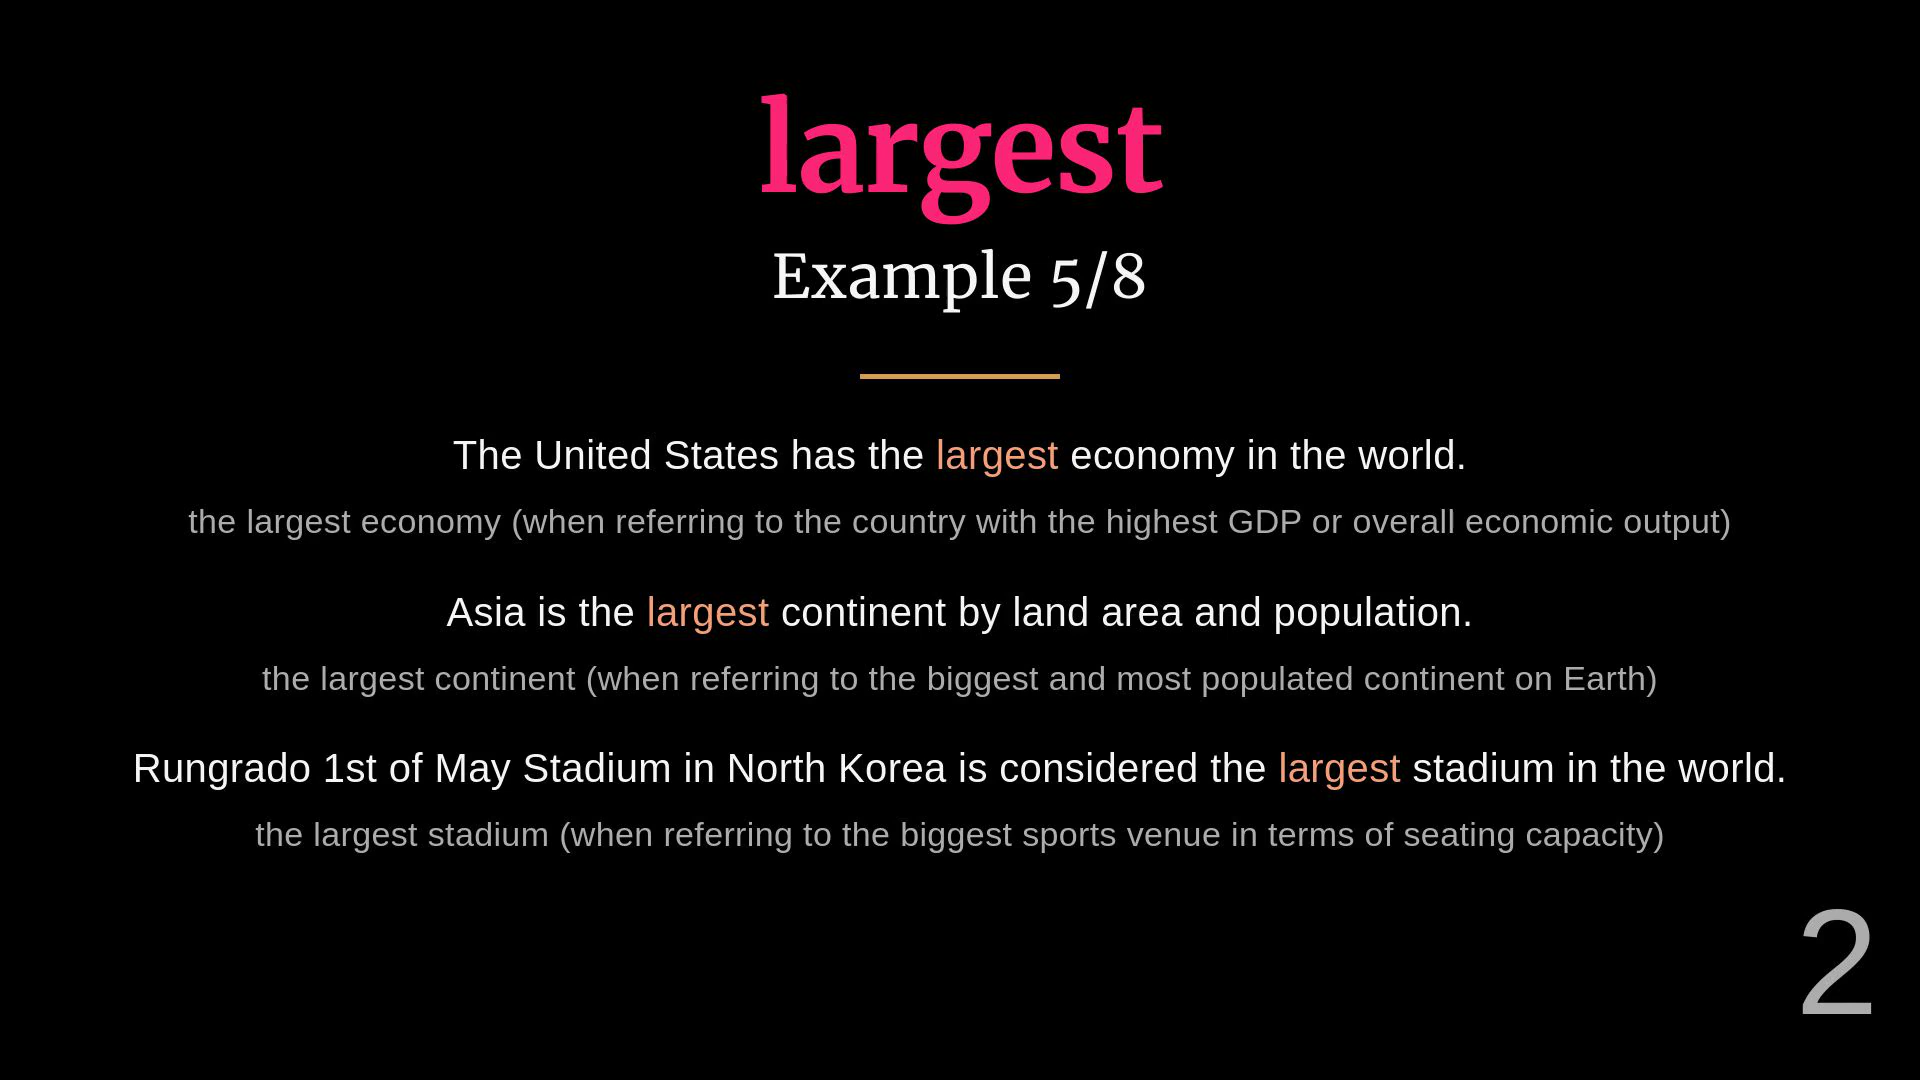 largest
Example 5/8
The United States has the largest economy in the world.
the largest economy (when referring to the country with the highest GDP or overall economic output)
Asia is the largest continent by land area and population.
the largest continent (when referring to the biggest and most populated continent on Earth)
Rungrado 1st of May Stadium in North Korea is considered the largest stadium in the world.
the largest stadium (when referring to the biggest sports venue in terms of seating capacity)
2